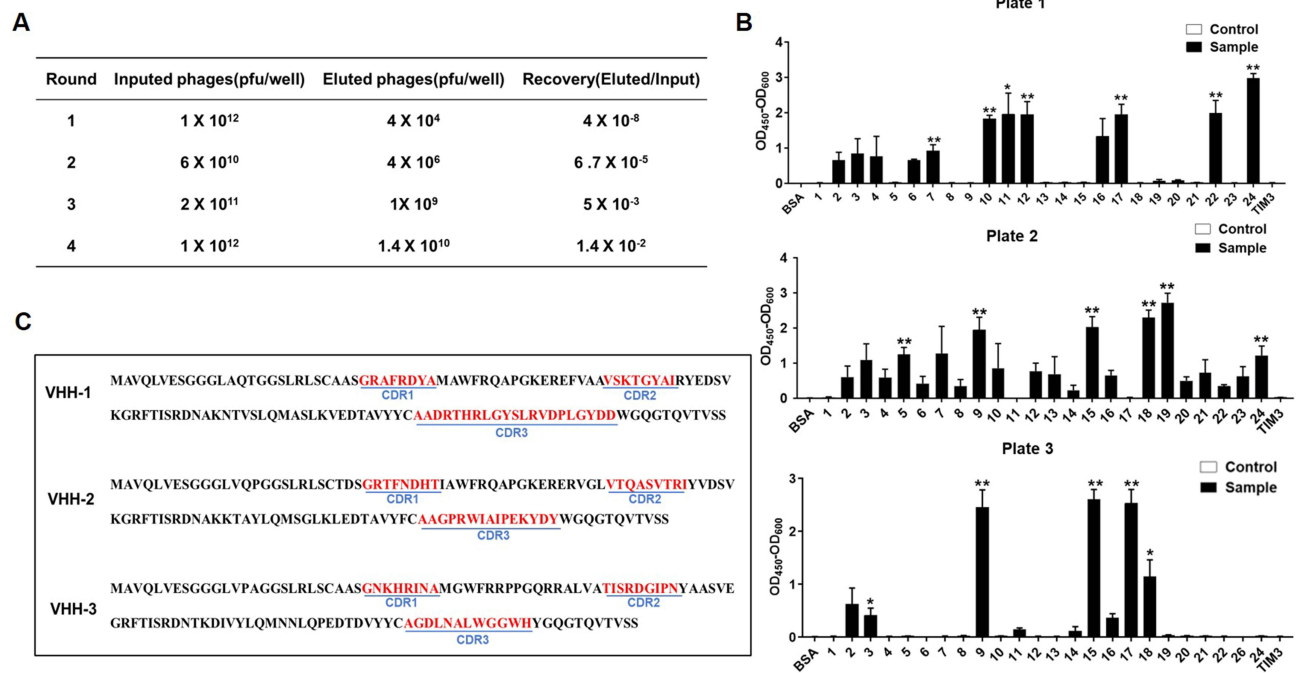 A
Round Inputed phages(pfu/well) Eluted phages(pfu/well) Recovery(Eluted/Input)
1 1 X 10¹² 4 X 10⁴ 4 X 10⁻⁸
2 6 X 10¹⁰ 4 X 10⁶ 6 .7 X 10⁻⁵
3 2 X 10¹¹ 1X 10⁹ 5 X 10⁻³
4 1 X 10¹² 1.4 X 10¹⁰ 1.4 X 10⁻²
B
Plate 1
Control
Sample
OD₄₅₀-OD₆₀₀
4
3
2
1
0
** ** * ** ** ** **
BSA 1 2 3 4 5 6 7 8 9 10 11 12 13 14 15 16 17 18 19 20 21 22 23 24 TIM3
Plate 2
Control
Sample
OD₄₅₀-OD₆₀₀
4
3
2
1
0
** ** ** ** ** **
BSA 1 2 3 4 5 6 7 8 9 10 11 12 13 14 15 16 17 18 19 20 21 22 23 24 TIM3
Plate 3
Control
Sample
OD₄₅₀-OD₆₀₀
3
2
1
0
* ** ** ** *
BSA 1 2 3 4 5 6 7 8 9 10 11 12 13 14 15 16 17 18 19 20 21 22 26 24 TIM3
C
VHH-1
MAVQLVESGGGLAQTGGSLRLSCAASGRAFRDYAMAWFRQAPGKEREFVAAVSKTGYAIRYEDSV
CDR1 CDR2
KGRFTISRDNAKNTVSLQMASLKVEDTAVYYCAADRTHRLGYSLRVDPLGYDDWGQGTQVTVSS
CDR3
VHH-2
MAVQLVESGGGLVQPGGSLRLSCTDSGRTFNDHTIAWFRQAPGKERERVGLVTQASVTRIYVDSV
CDR1 CDR2
KGRFTISRDNAKKTAYLQMSGLKLEDTAVYFCAAGPRWIAIPEKYDYWGQGTQVTVSS
CDR3
VHH-3
MAVQLVESGGGLVPAGGSLRLSCAASGNKHRINAMGWFRRPPGQRRALVATISRDGIPNYAASVE
CDR1 CDR2
GRFTISRDNTKDIVYLQMNNLQPEDTDVYYCAGDLNALWGGWHYGQGTQVTVSS
CDR3